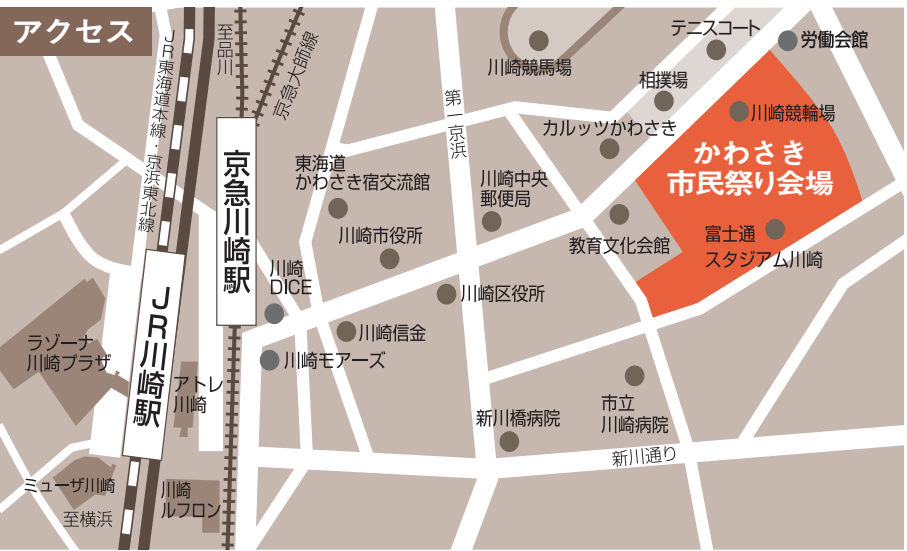 アクセス
JR東海道本線・京浜東北線
至品川
京急大師線
川崎競馬場
テニスコート
労働会館
相撲場
川崎競輪場
カルッツかわさき
第一京浜
かわさき
市民祭り会場
東海道
かわさき宿交流館
川崎中央
郵便局
京急川崎駅
川崎市役所
教育文化会館
富士通
スタジアム川崎
川崎
DICE
川崎区役所
JR川崎駅
川崎信金
ラゾーナ
川崎プラザ
川崎モアーズ
アトレ
川崎
市立
川崎病院
新川橋病院
新川通り
ミューザ川崎
川崎
ルフロン
至横浜